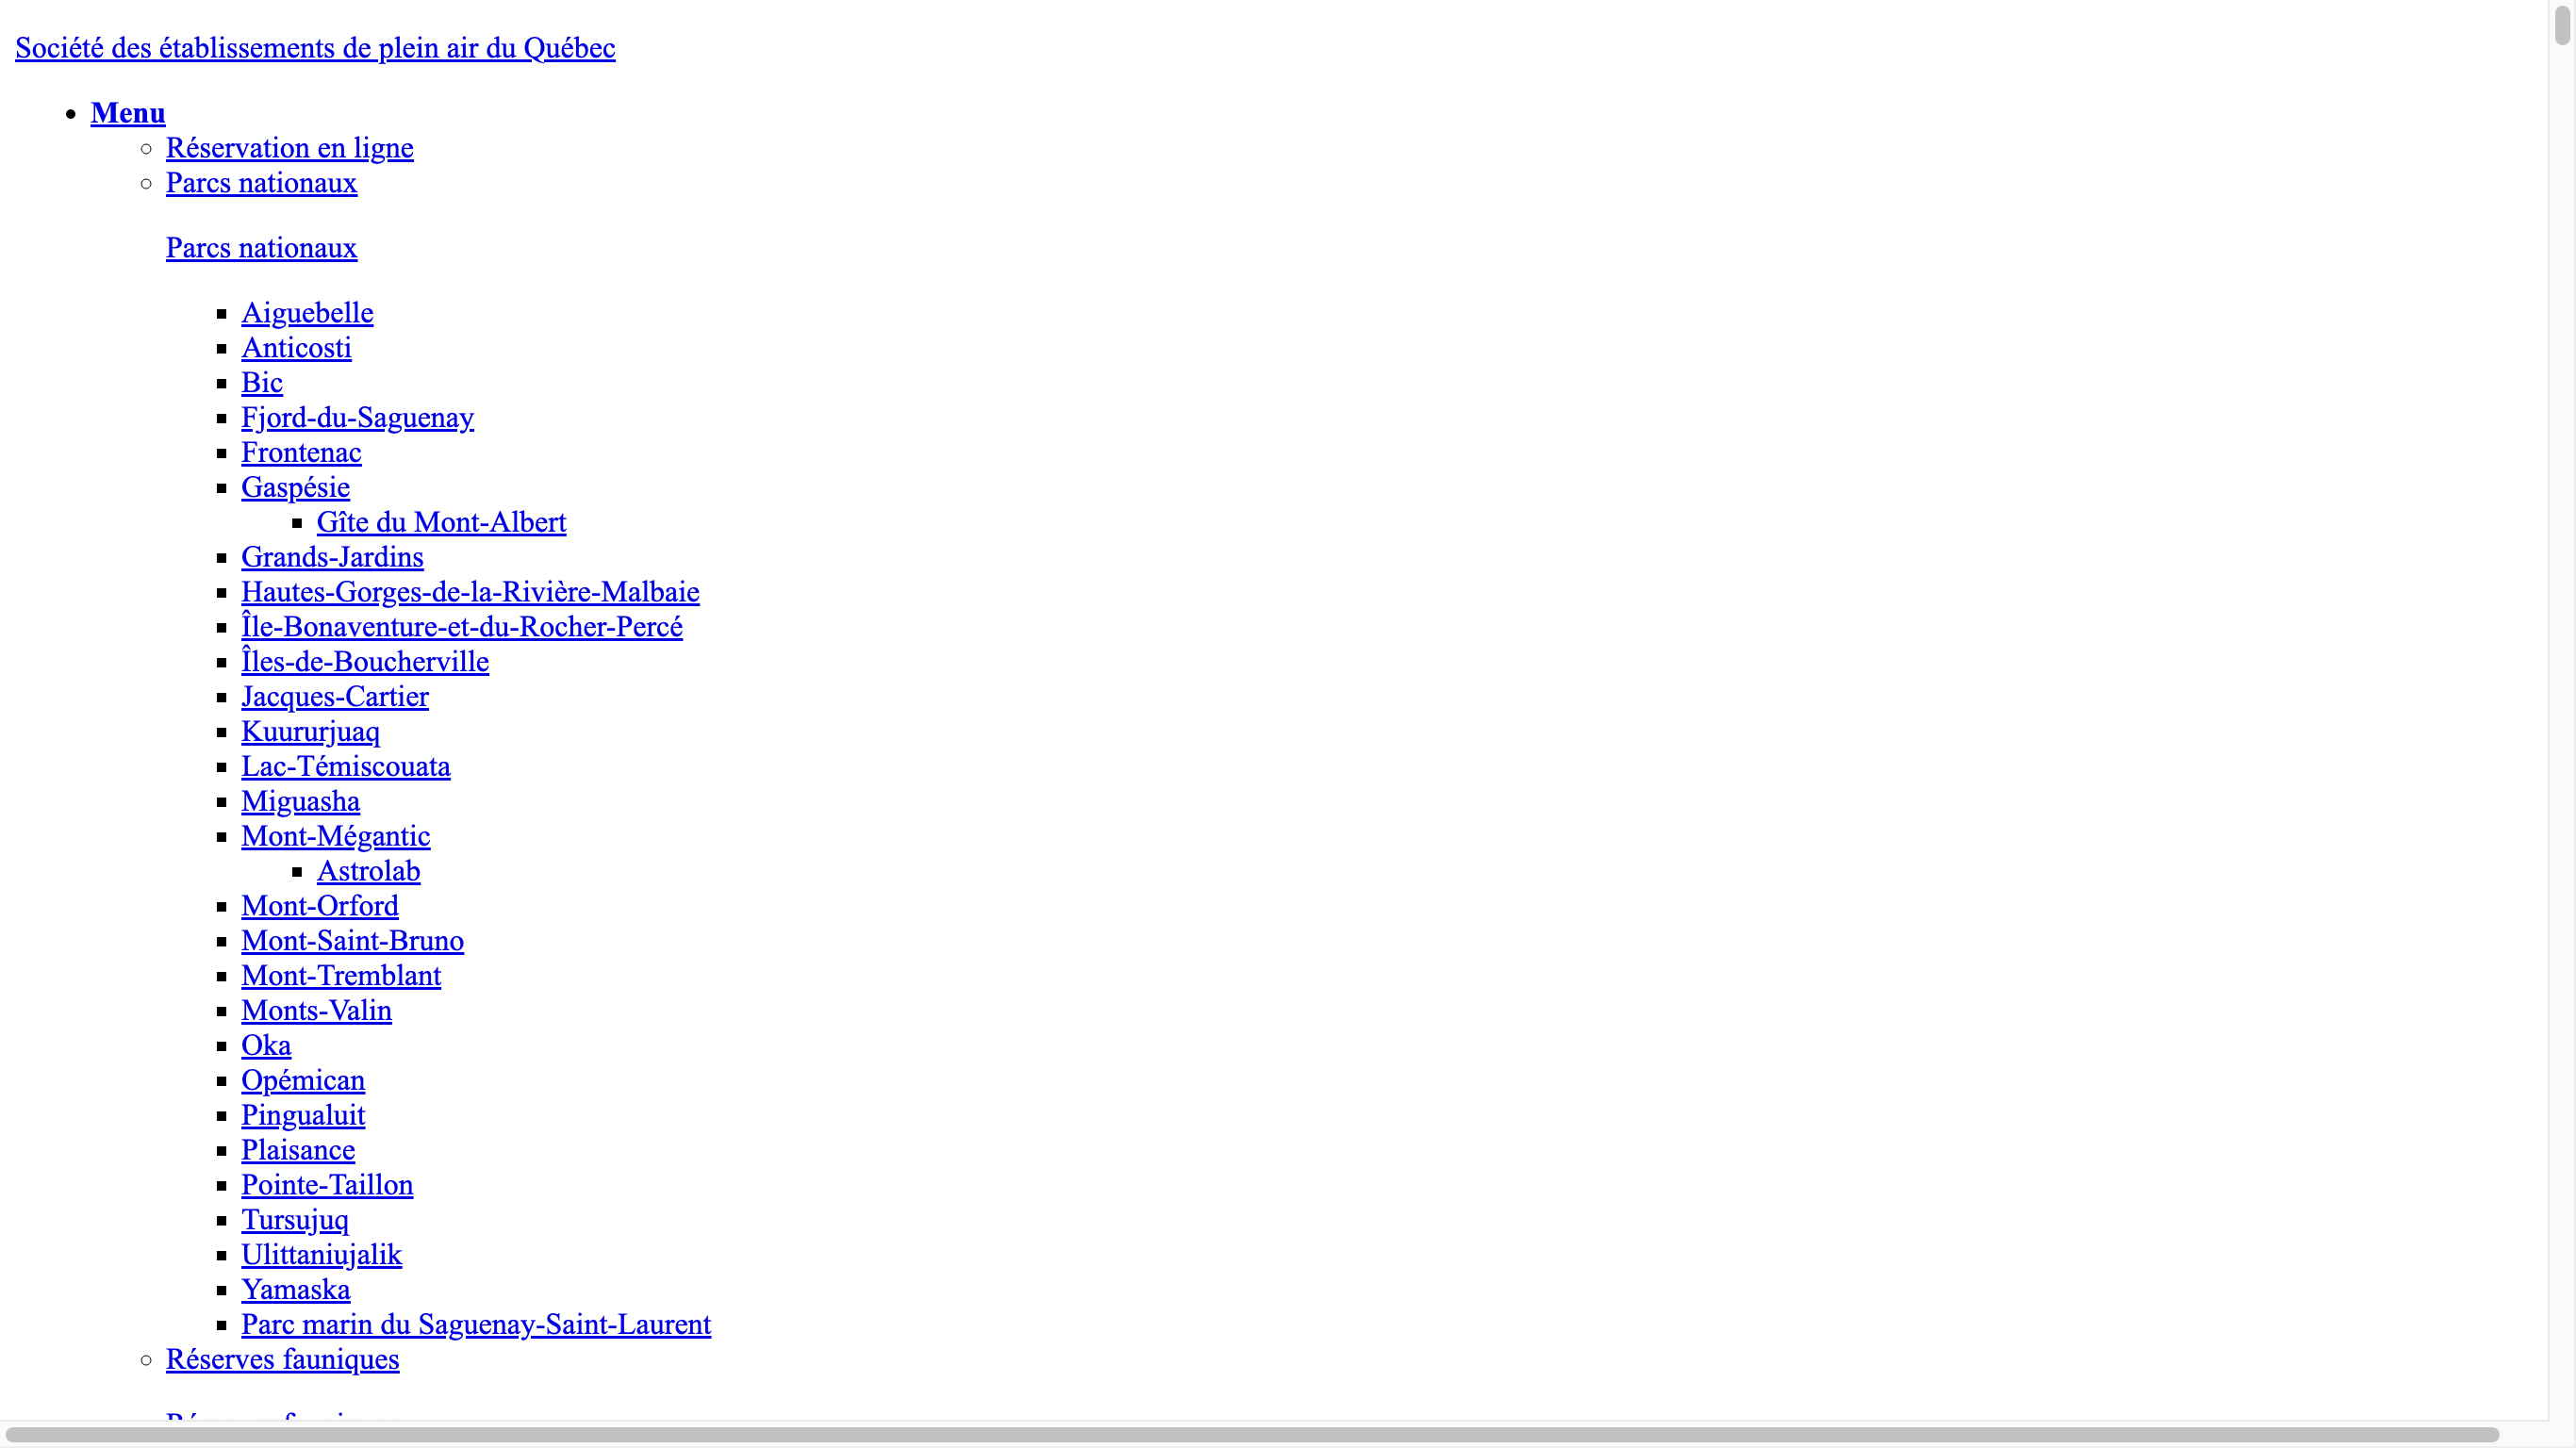 Société des établissements de plein air du Québec
Menu
Réservation en ligne
Parcs nationaux
Parcs nationaux
Aiguebelle
Anticosti
Bic
Fjord-du-Saguenay
Frontenac
Gaspésie
Gîte du Mont-Albert
Grands-Jardins
Hautes-Gorges-de-la-Rivière-Malbaie
Île-Bonaventure-et-du-Rocher-Percé
Îles-de-Boucherville
Jacques-Cartier
Kuururjuaq
Lac-Témiscouata
Miguasha
Mont-Mégantic
Astrolab
Mont-Orford
Mont-Saint-Bruno
Mont-Tremblant
Monts-Valin
Oka
Opémican
Pingualuit
Plaisance
Pointe-Taillon
Tursujuq
Ulittaniujalik
Yamaska
Parc marin du Saguenay-Saint-Laurent
Réserves fauniques